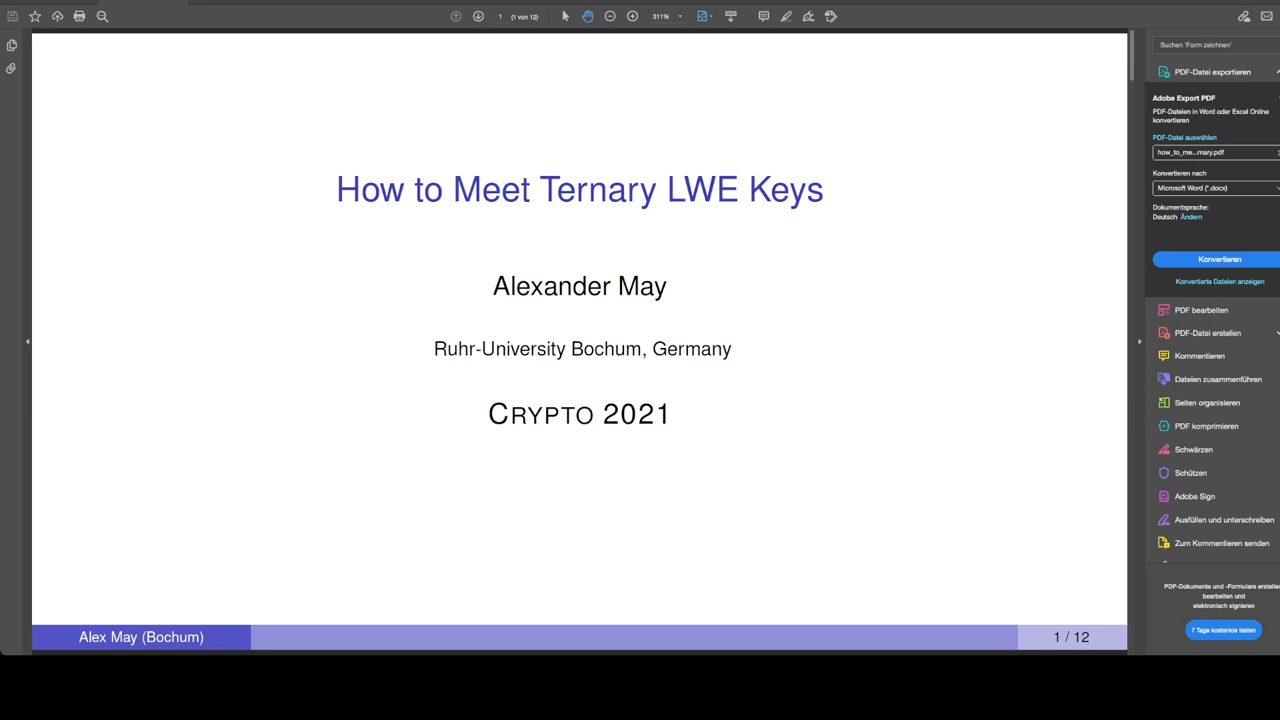 1 (1 von 12)
311%
How to Meet Ternary LWE Keys
Alexander May
Ruhr-University Bochum, Germany
CRYPTO 2021
Alex May (Bochum)
1 / 12
Suchen 'Form zeichnen'
PDF-Datei exportieren
Adobe Export PDF
PDF-Dateien in Word oder Excel Online
konvertieren
PDF-Datei auswählen
how_to_me...mary.pdf
Konvertieren nach
Microsoft Word (*.docx)
Dokumentsprache:
Deutsch Ändern
Konvertieren
Konvertierte Dateien anzeigen
PDF bearbeiten
PDF-Datei erstellen
Kommentieren
Dateien zusammenführen
Seiten organisieren
PDF komprimieren
Schwärzen
Schützen
Adobe Sign
Ausfüllen und unterschreiben
Zum Kommentieren senden
PDF-Dokumente und -Formulare erstellen
bearbeiten und
elektronisch signieren
7 Tage kostenlos testen